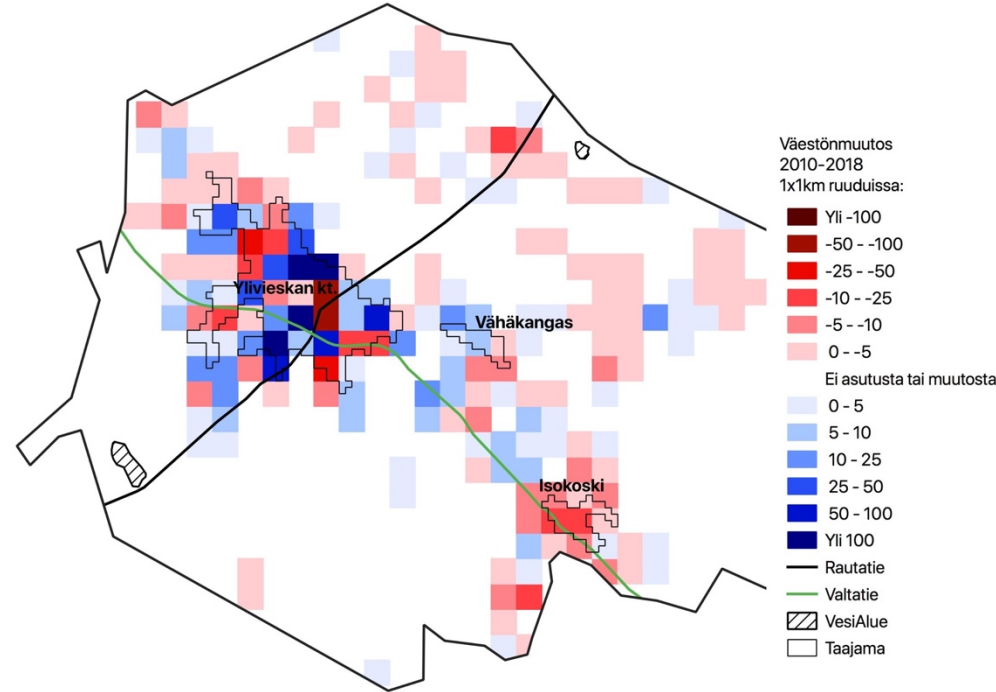 Ylivieskan kt.
Vähäkangas
Isokoski
Väestönmuutos
2010-2018
1x1km ruuduissa:
Yli -100
-50 - -100
-25 - -50
-10 - -25
-5 - -10
0 - -5
Ei asutusta tai muutosta
0 - 5
5 - 10
10 - 25
25 - 50
50 - 100
Yli 100
Rautatie
Valtatie
VesiAlue
Taajama